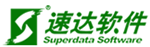 速达软件
Superdata Software